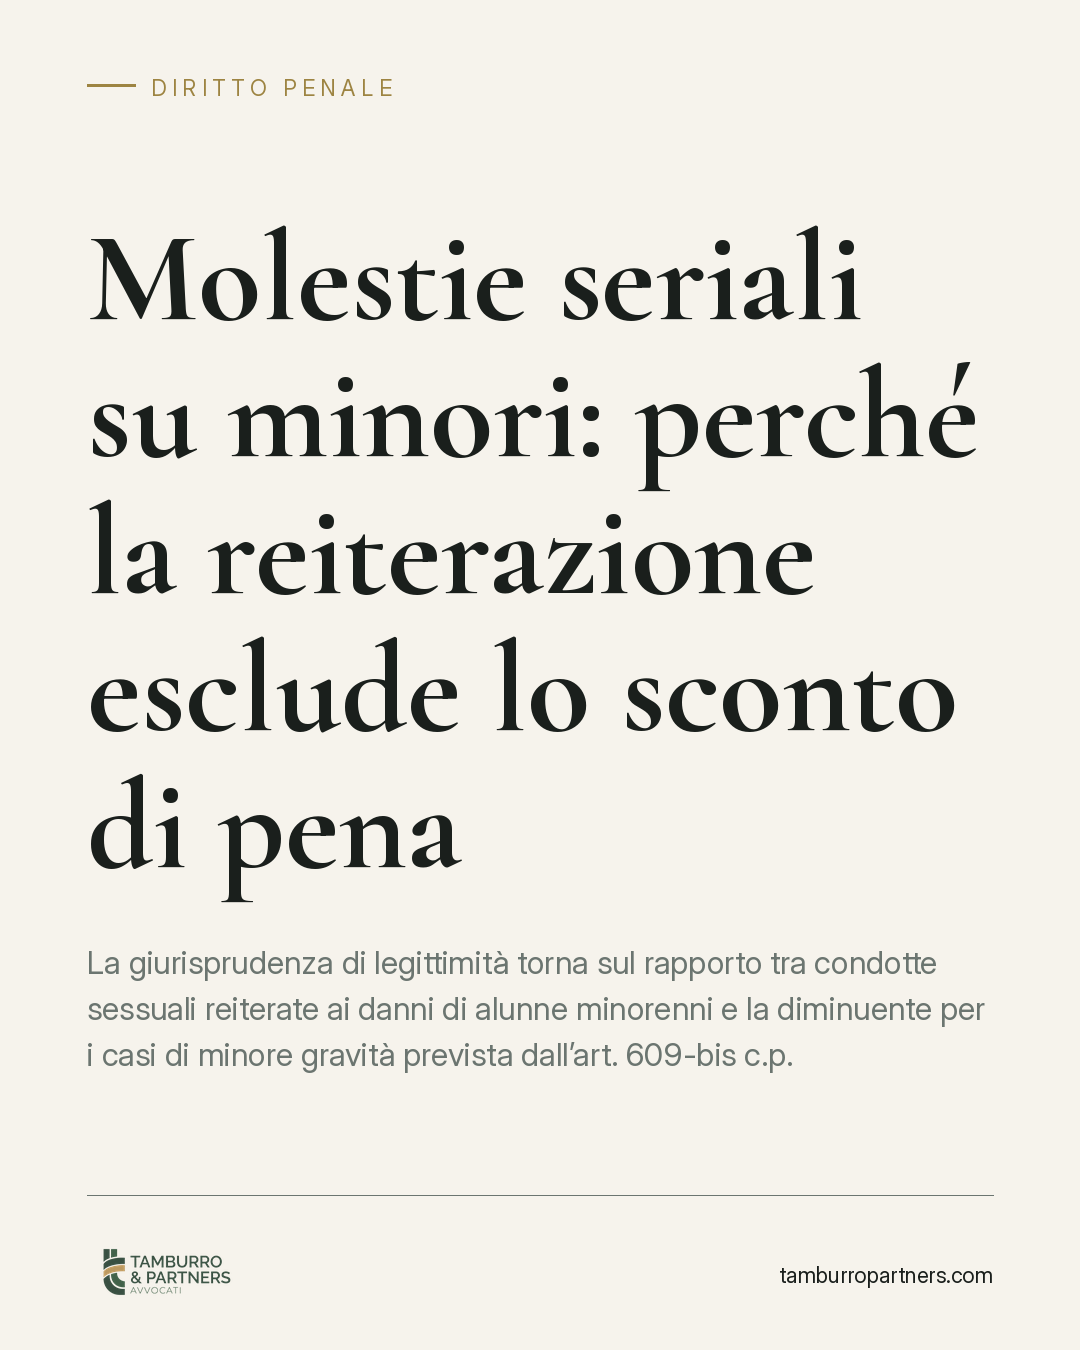 DIRITTO PENALE
Molestie seriali
su minori: perché
la reiterazione
esclude lo sconto
di pena
La giurisprudenza di legittimità torna sul rapporto tra condotte
sessuali reiterate ai danni di alunne minorenni e la diminuente per
i casi di minore gravità prevista dall’art. 609-bis c.p.
TAMBURRO
& PARTNERS
AVVOCATI
tamburropartners.com